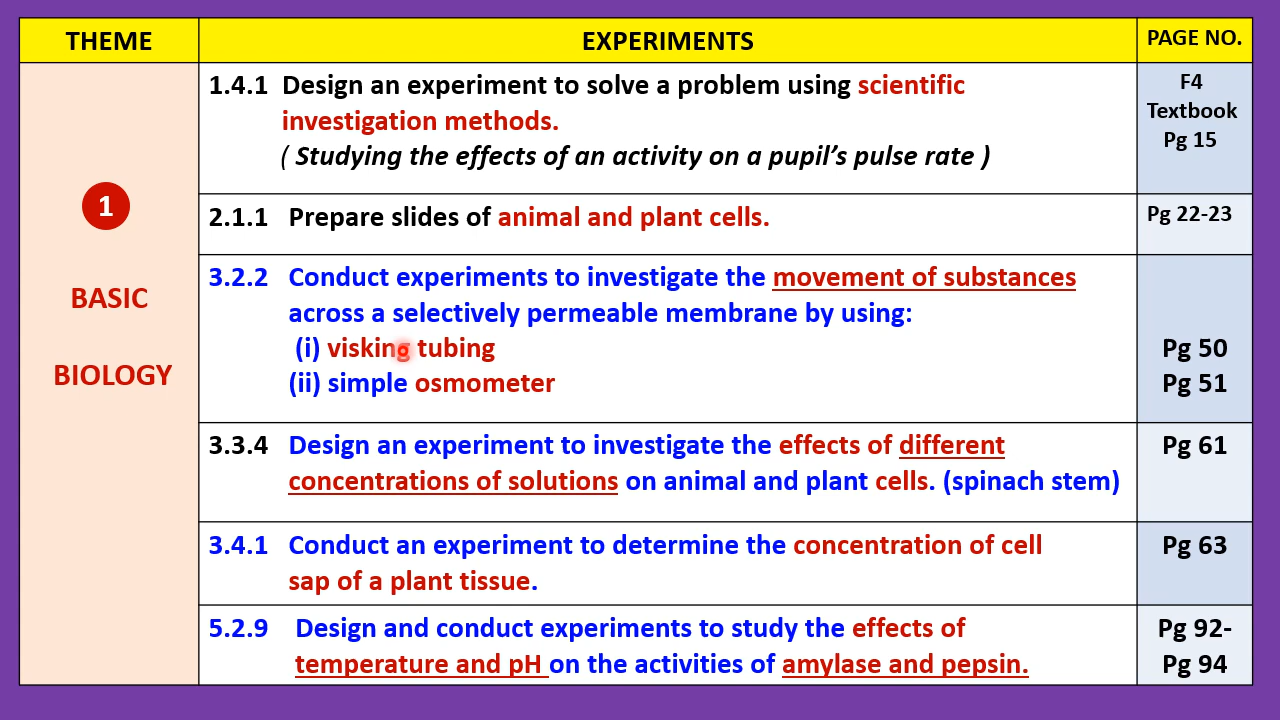 THEME
EXPERIMENTS
PAGE NO.
1
BASIC
BIOLOGY
1.4.1 Design an experiment to solve a problem using scientific
investigation methods.
( Studying the effects of an activity on a pupil’s pulse rate )
F4
Textbook
Pg 15
2.1.1 Prepare slides of animal and plant cells.
Pg 22-23
3.2.2 Conduct experiments to investigate the movement of substances
across a selectively permeable membrane by using:
(i) visking tubing
(ii) simple osmometer
Pg 50
Pg 51
3.3.4 Design an experiment to investigate the effects of different
concentrations of solutions on animal and plant cells. (spinach stem)
Pg 61
3.4.1 Conduct an experiment to determine the concentration of cell
sap of a plant tissue.
Pg 63
5.2.9 Design and conduct experiments to study the effects of
temperature and pH on the activities of amylase and pepsin.
Pg 92-
Pg 94